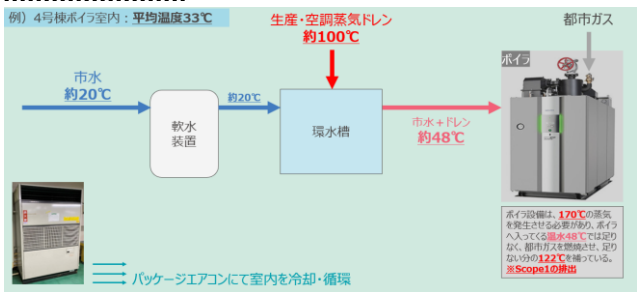 例）4号棟ボイラ室内：平均温度33℃
生産・空調蒸気ドレン
約100℃
都市ガス
ボイラ
市水
約20℃
約20℃
軟水
装置
環水槽
市水＋ドレン
約48℃
ボイラ設備は、170℃の蒸気
を発生させる必要があり、ボイラ
へ入ってくる温水48℃では足り
なく、都市ガスを燃焼させ、足り
ない分の122℃を補っている。
※Scope1の排出
パッケージエアコンにて室内を冷却・循環